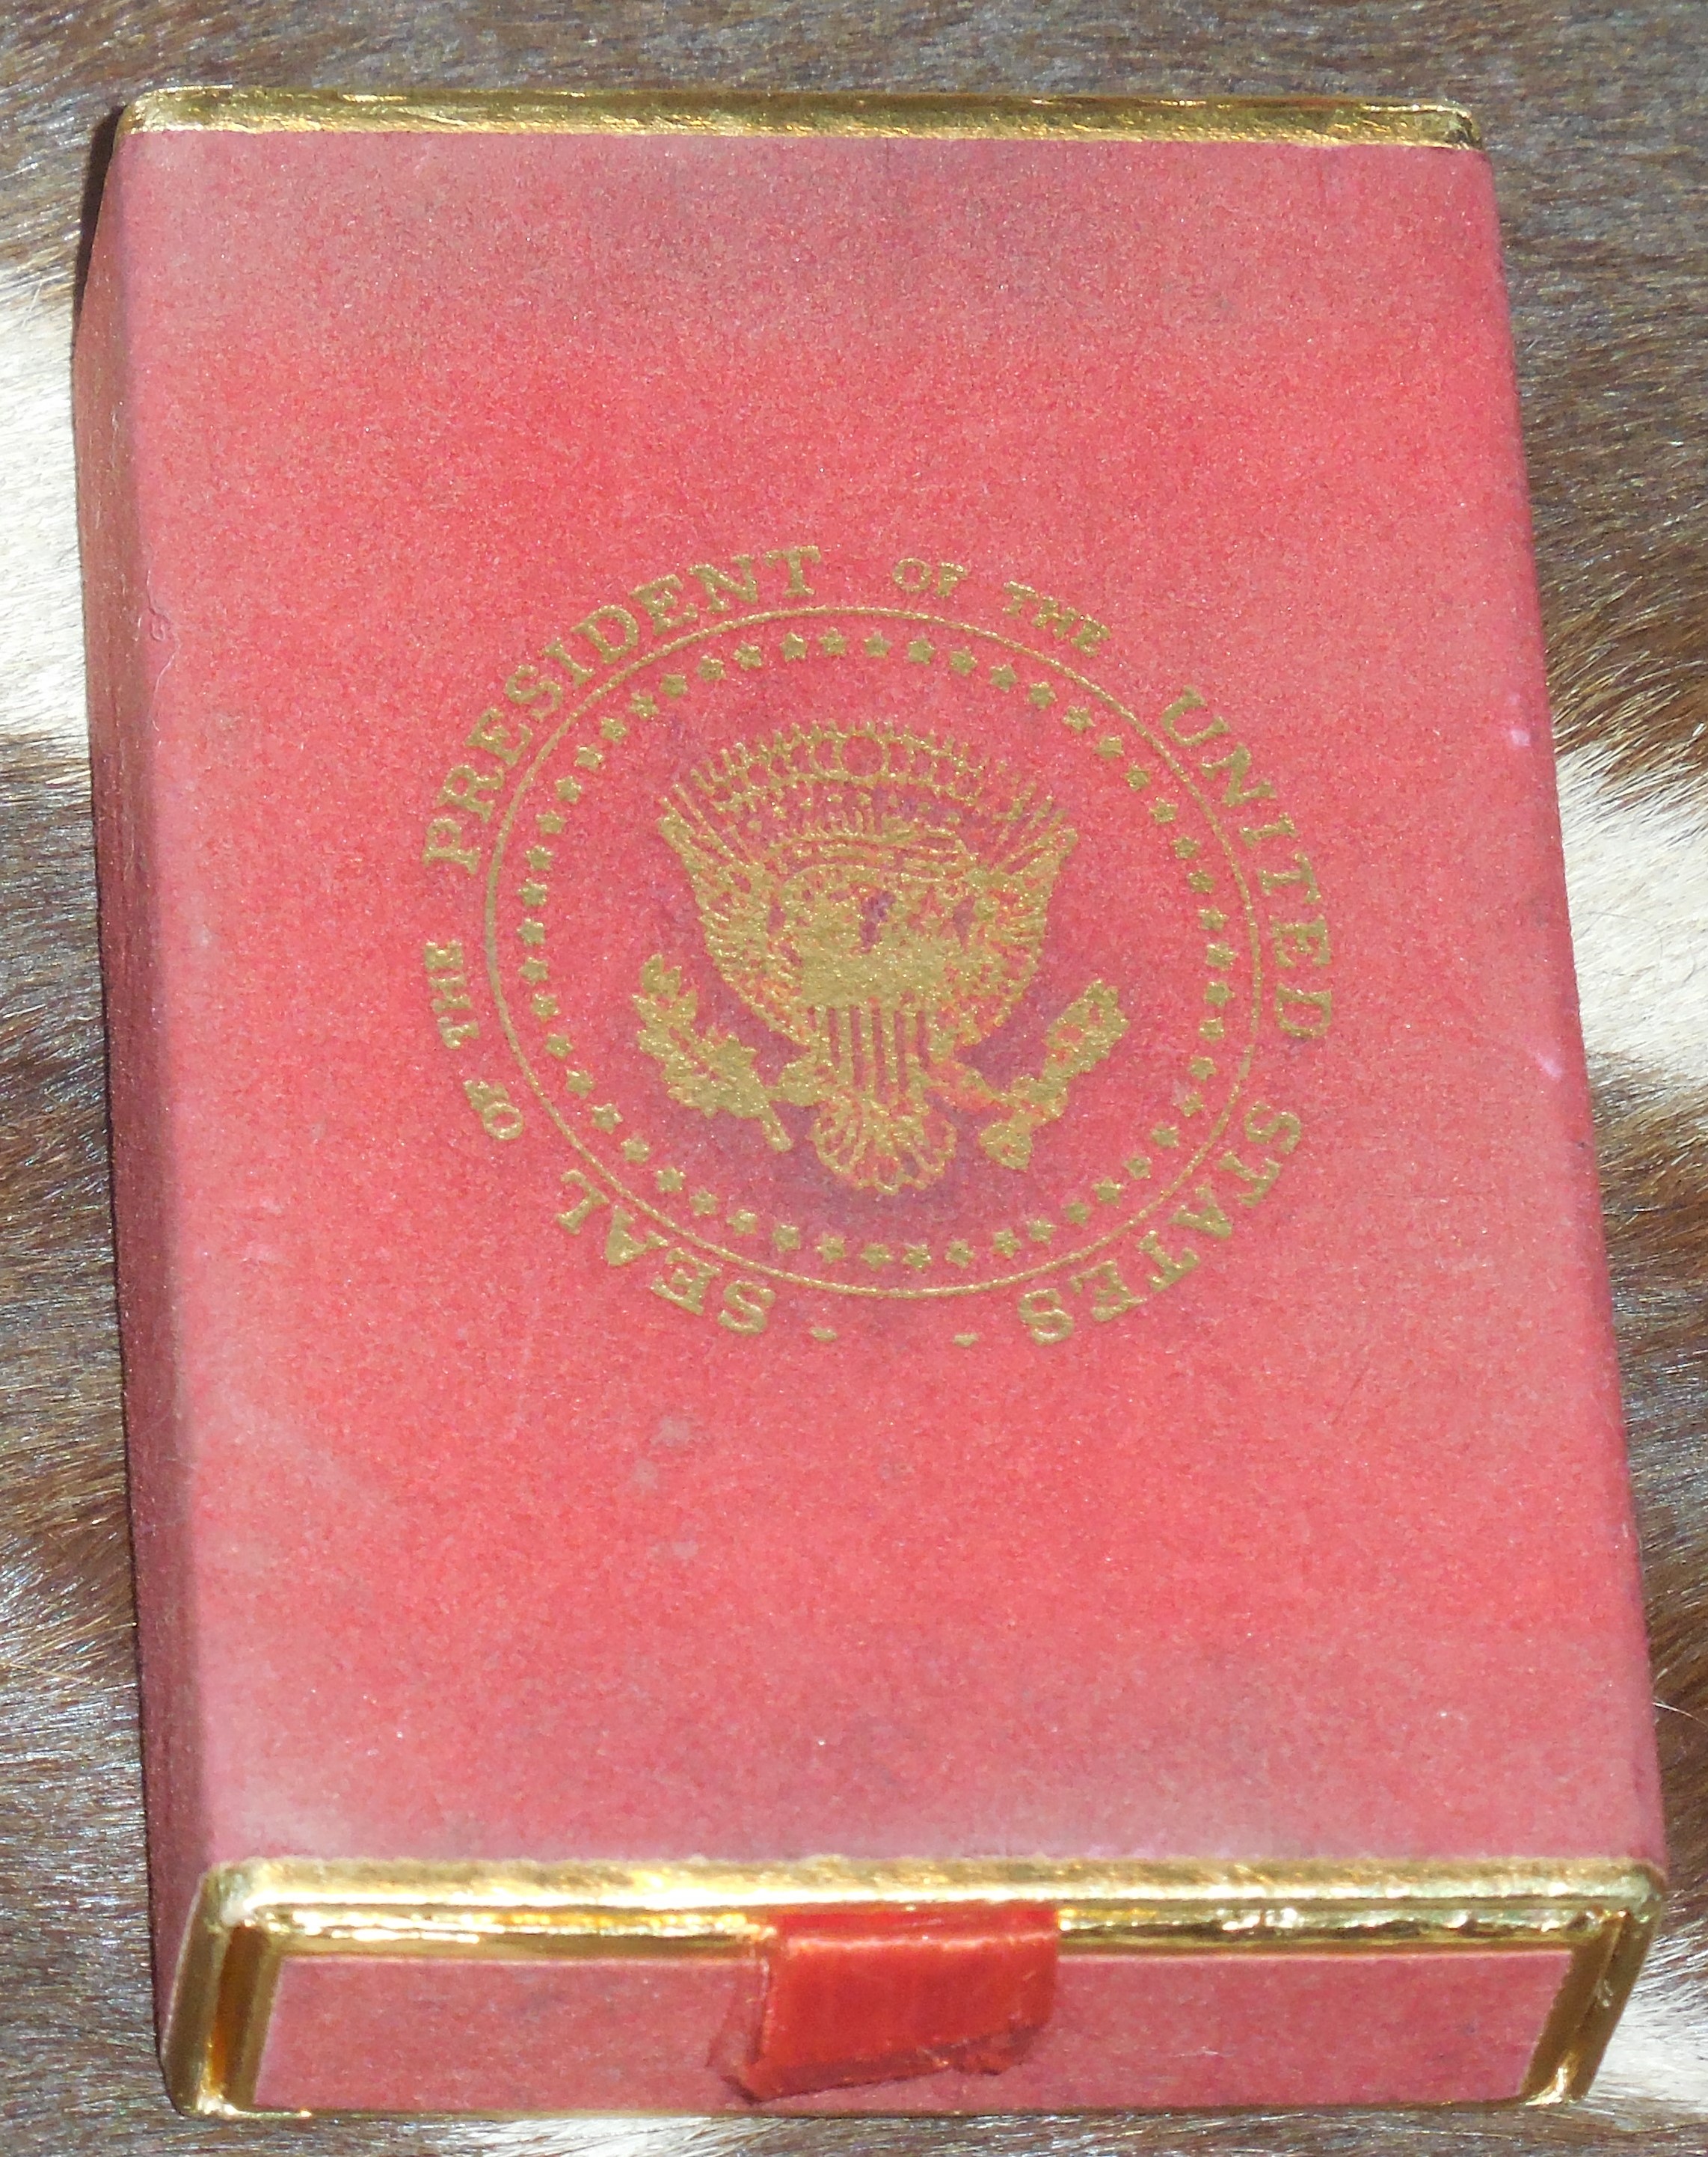 - SEAL OF THE PRESIDENT OF THE UNITED STATES -